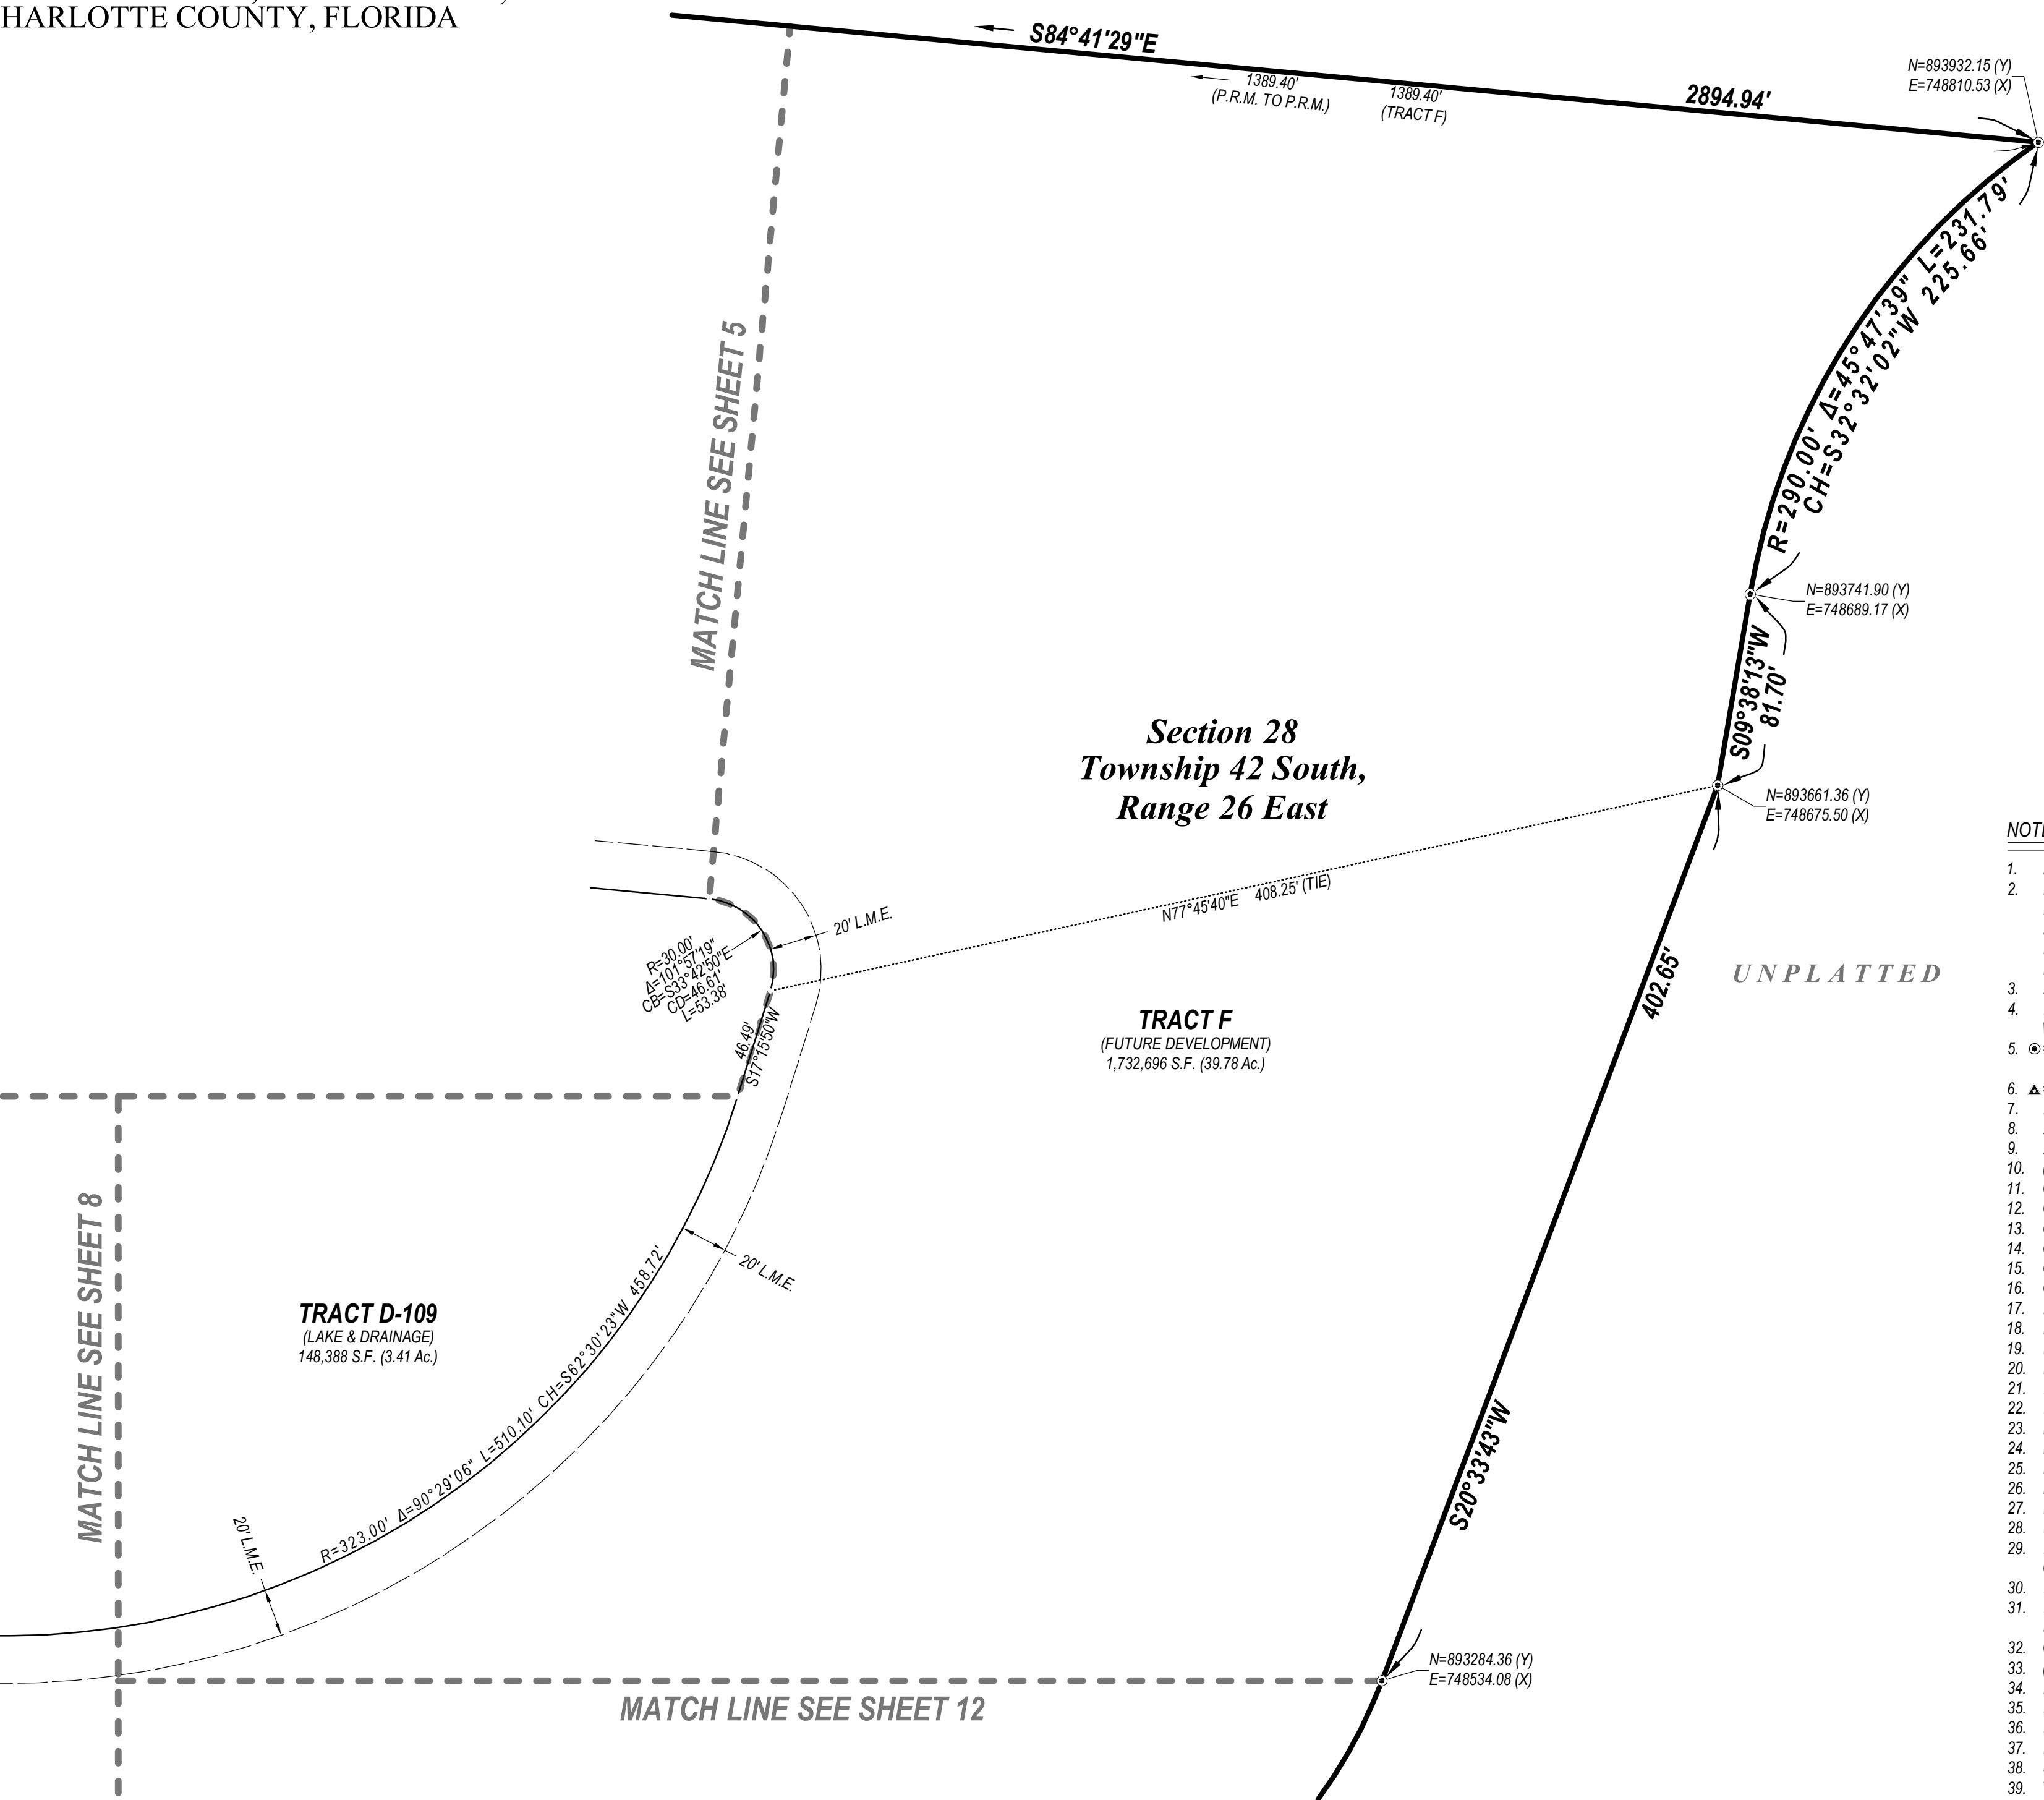 HARLOTTE COUNTY, FLORIDA
S84°41'29"E
1389.40'
(P.R.M. TO P.R.M.)
1389.40'
(TRACT F)
2894.94'
N=893932.15 (Y)
E=748810.53 (X)
R=290.00' Δ=45°47'39" L=231.79'
CH=S32°32'02"W 225.66'
MATCH LINE SEE SHEET 5
N=893741.90 (Y)
E=748689.17 (X)
S09°38'13"W
81.70'
Section 28
Township 42 South,
Range 26 East
N=893661.36 (Y)
E=748675.50 (X)
N77°45'40"E 408.25' (TIE)
20' L.M.E.
R=30.00'
Δ=101°57'19"
CB=S33°42'50"E
CD=46.61'
L=53.38'
46.49'
S17°15'50"W
UNPLATTED
402.65'
TRACT F
(FUTURE DEVELOPMENT)
1,732,696 S.F. (39.78 Ac.)
MATCH LINE SEE SHEET 8
20' L.M.E.
TRACT D-109
(LAKE & DRAINAGE)
148,388 S.F. (3.41 Ac.)
R=323.00' Δ=90°29'06" L=510.10' CH=S62°30'23"W 458.72'
20' L.M.E.
S20°33'43"W
N=893284.36 (Y)
E=748534.08 (X)
MATCH LINE SEE SHEET 12
NOT
1.
2.
3.
4.
5.
6.
7.
8.
9.
10.
11.
12.
13.
14.
15.
16.
17.
18.
19.
20.
21.
22.
23.
24.
25.
26.
27.
28.
29.
30.
31.
32.
33.
34.
35.
36.
37.
38.
39.